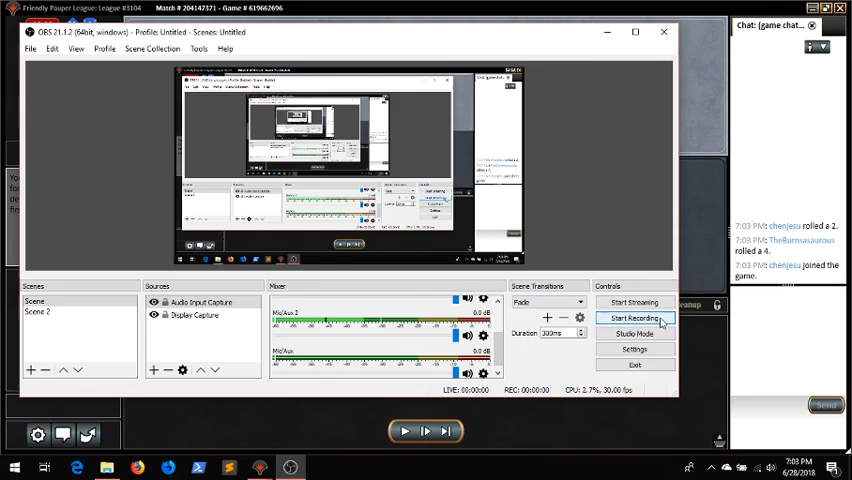 Friendly Pauper League: League #3104
Match # 204147371 - Game # 619662696
OBS 21.1.2 (64bit, windows) - Profile: Untitled - Scenes: Untitled
File
Edit
View
Profile
Scene Collection
Tools
Help
Chat: (game chat...
7:03 PM: chenjesu rolled a 2.
7:03 PM: TheBurnsasaurous
rolled a 4.
7:03 PM: chenjesu joined the
game.
Scenes
Sources
Mixer
Scene Transitions
Controls
Scene
Scene 2
Audio Input Capture
Display Capture
Mic/Aux 2
0.0 dB
Mic/Aux
0.0 dB
Fade
Duration
300ms
Start Streaming
Start Recording
Studio Mode
Settings
Exit
LIVE: 00:00:00
REC: 00:00:00
CPU: 2.7%, 30.00 fps
Send
7:03 PM
6/28/2018